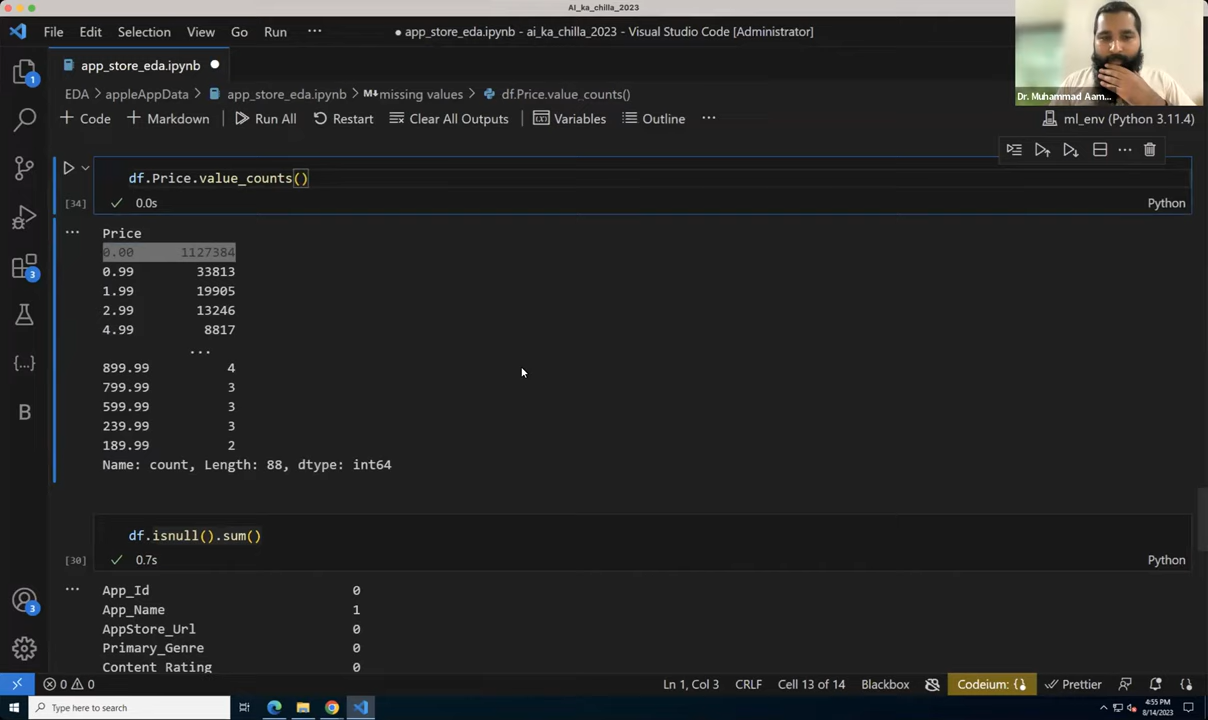 AI_ka_chilla_2023
File Edit Selection View Go Run ···
app_store_eda.ipynb - ai_ka_chilla_2023 - Visual Studio Code [Administrator]
app_store_eda.ipynb
Dr. Muhammad Aam...
EDA > appleAppData > app_store_eda.ipynb > M↓missing values > df.Price.value_counts()
+ Code + Markdown Run All Restart Clear All Outputs Variables Outline ··· ml_env (Python 3.11.4)
df.Price.value_counts()
[34] 0.0s Python
Price
0.00 1127384
0.99 33813
1.99 19905
2.99 13246
4.99 8817
...
899.99 4
799.99 3
599.99 3
239.99 3
189.99 2
Name: count, Length: 88, dtype: int64
df.isnull().sum()
[30] 0.7s Python
App_Id 0
App_Name 1
AppStore_Url 0
Primary_Genre 0
Content Rating 0
1
3
B
3
0 0 Ln 1, Col 3 CRLF Cell 13 of 14 Blackbox Codeium: {} Prettier
Type here to search
4:55 PM
8/14/2023